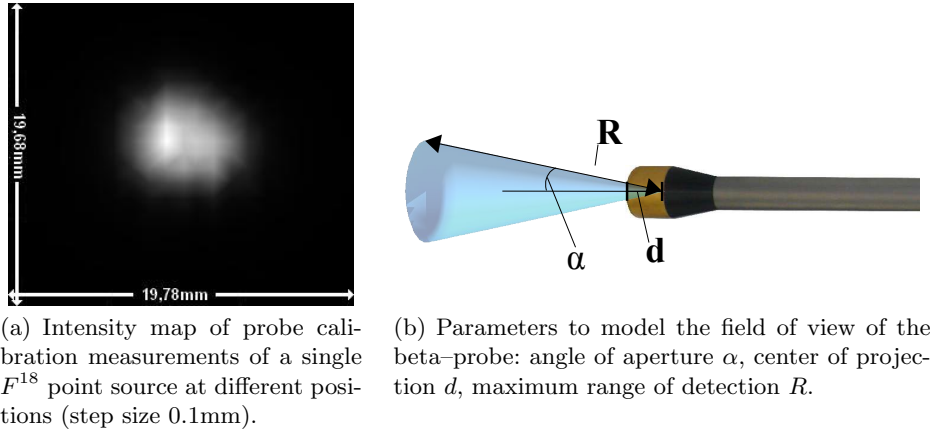 19,68mm
19,78mm
R
α
d
(a) Intensity map of probe cali-
bration measurements of a single
F18 point source at different posi-
tions (step size 0.1mm).
(b) Parameters to model the field of view of the
beta–probe: angle of aperture α, center of projec-
tion d, maximum range of detection R.